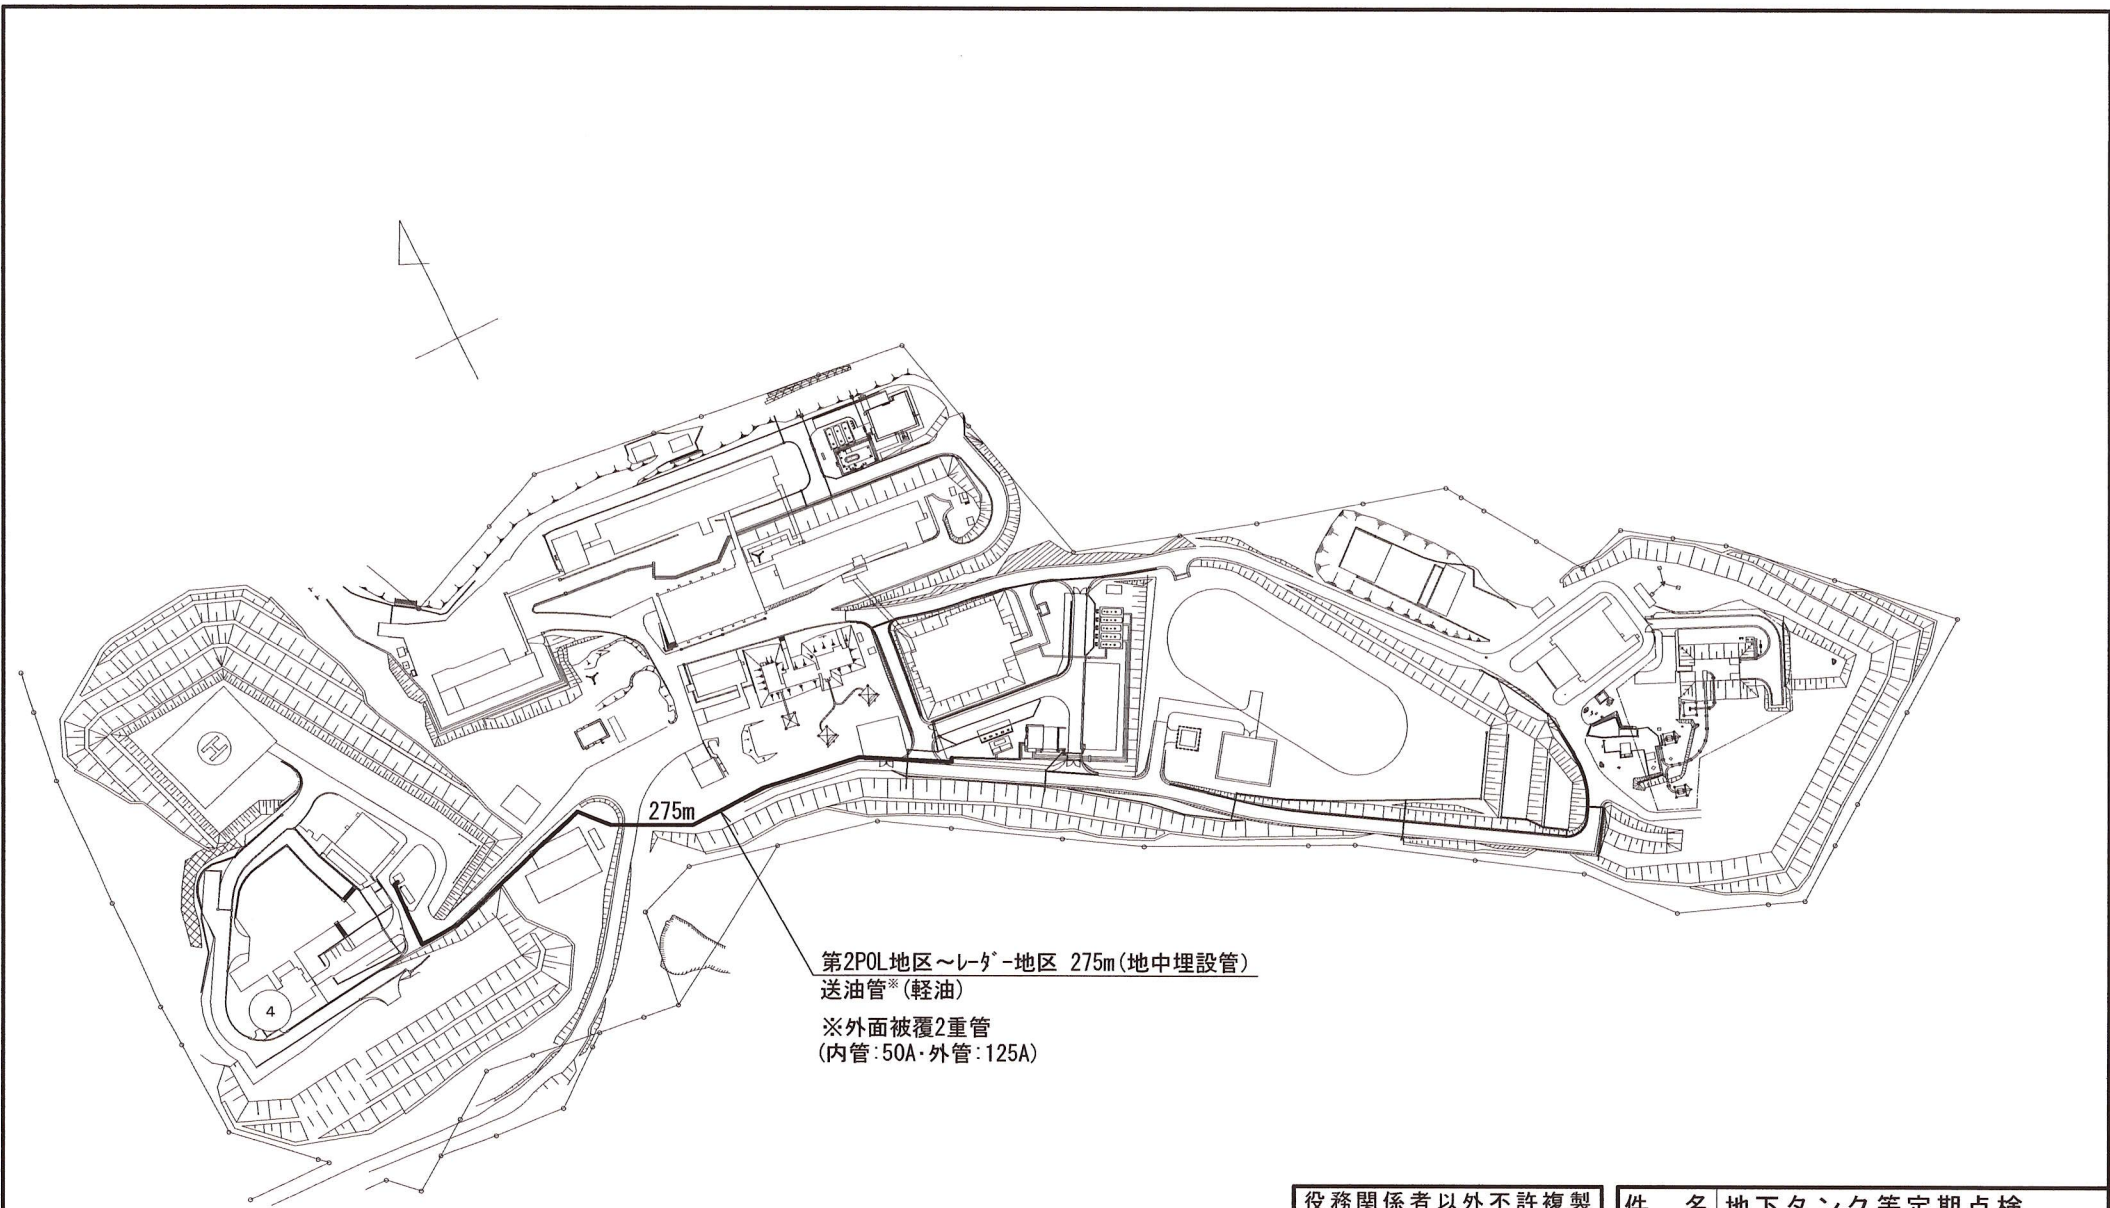 275m
第2POL地区～ﾚｰﾀﾞｰ地区 275m(地中埋設管)
送油管※(軽油)
※外面被覆2重管
(内管:50A･外管:125A)
4
H
役務関係者以外不許複製
件 名 地下タンク等定期点検